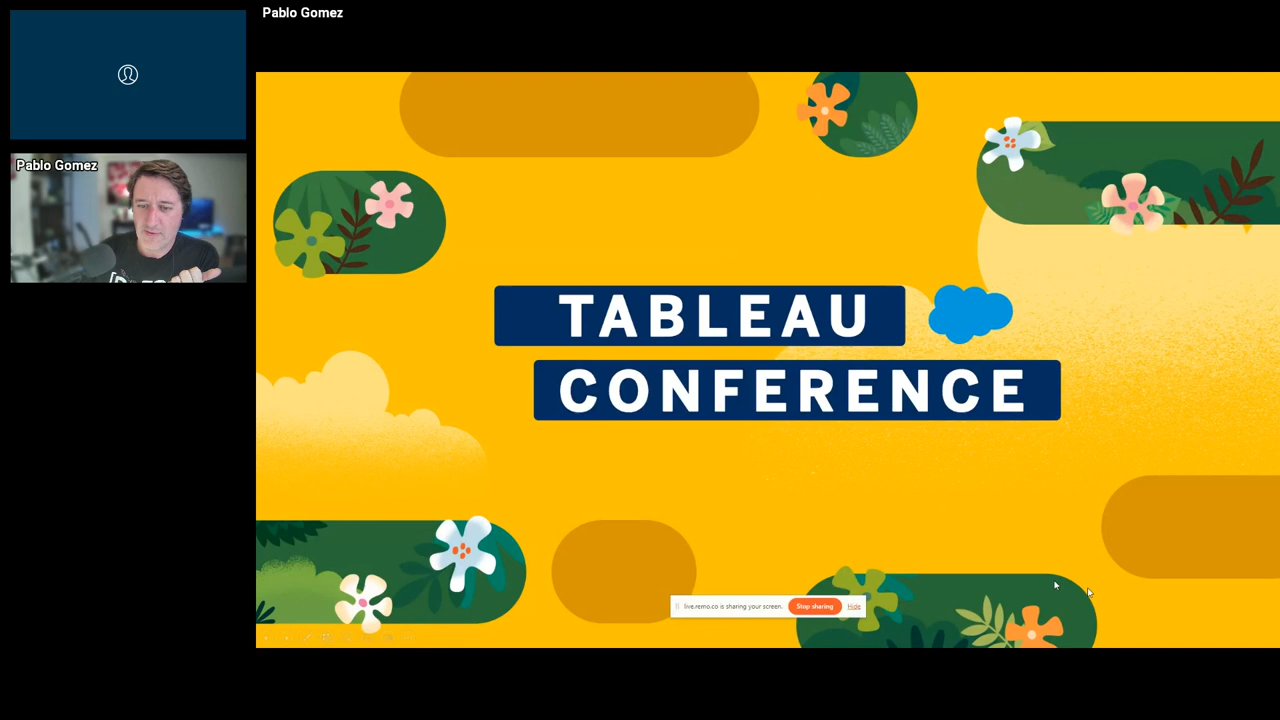 Pablo Gomez
Pablo Gomez
TABLEAU
CONFERENCE
live.remo.co is sharing your screen.
Stop sharing
Hide